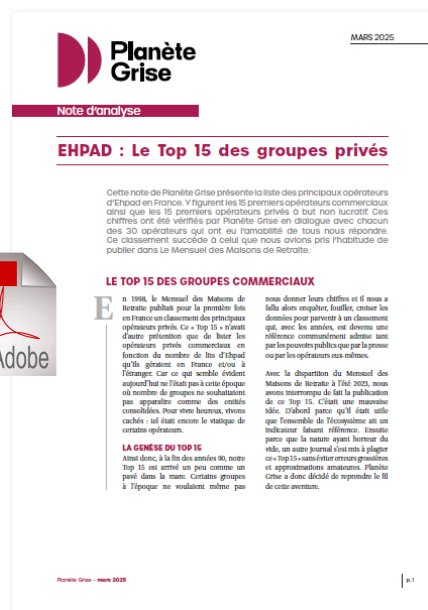 MARS 2025
Planète
Grise
Note d'analyse
EHPAD : Le Top 15 des groupes privés
Cette note de Planète Grise présente la liste des principaux opérateurs
d'Ehpad en France. Y figurent les 15 premiers opérateurs commerciaux
ainsi que les 15 premiers opérateurs privés à but non lucratif. Ces
chiffres ont été vérifiés par Planète Grise en dialogue avec chacun
des 30 opérateurs qui ont eu l'amabilité de tous nous répondre.
Ce classement succède à celui que nous avions pris l'habitude de
publier dans Le Mensuel des Maisons de Retraite.
LE TOP 15 DES GROUPES COMMERCIAUX
En 1998, le Mensuel des Maisons de
Retraite publiait pour la première fois
en France un classement des principaux
opérateurs privés. Ce « Top 15 » n'avait
d'autre prétention que de lister les
opérateurs privés commerciaux en
fonction du nombre de lits d'Ehpad
qu'ils géraient en France et/ou à
l'étranger. Car ce qui semble évident
aujourd'hui ne l'était pas à cette époque
où nombre de groupes ne souhaitaient
pas apparaître comme des entités
consolidées. Pour vivre heureux, vivons
cachés : tel était encore le viatique de
certains opérateurs.
LA GENÈSE DU TOP 15
Ainsi donc, à la fin des années 90, notre
Top 15 est arrivé un peu comme un
pavé dans la mare. Certains groupes
à l'époque ne voulaient même pas
nous donner leurs chiffres et il nous a
fallu alors enquêter, fouiller, croiser les
données pour parvenir à un classement
qui, avec les années, est devenu une
référence communément admise tant
par les pouvoirs publics que par la presse
ou par les opérateurs eux-mêmes.
Avec la disparition du Mensuel des
Maisons de Retraite à l'été 2023, nous
avons interrompu de fait la publication
de ce Top 15. C'était une mauvaise
idée. D'abord parce qu'il était utile
que l'ensemble de l'écosystème ait un
indicateur faisant référence. Ensuite
parce que la nature ayant horreur du
vide, un autre journal s'est mis à plagier
ce « Top 15 » sans éviter erreurs grossières
et approximations amateures. Planète
Grise a donc décidé de reprendre le fil
de cette aventure.
Adobe
Planète Grise - mars 2025
p.1